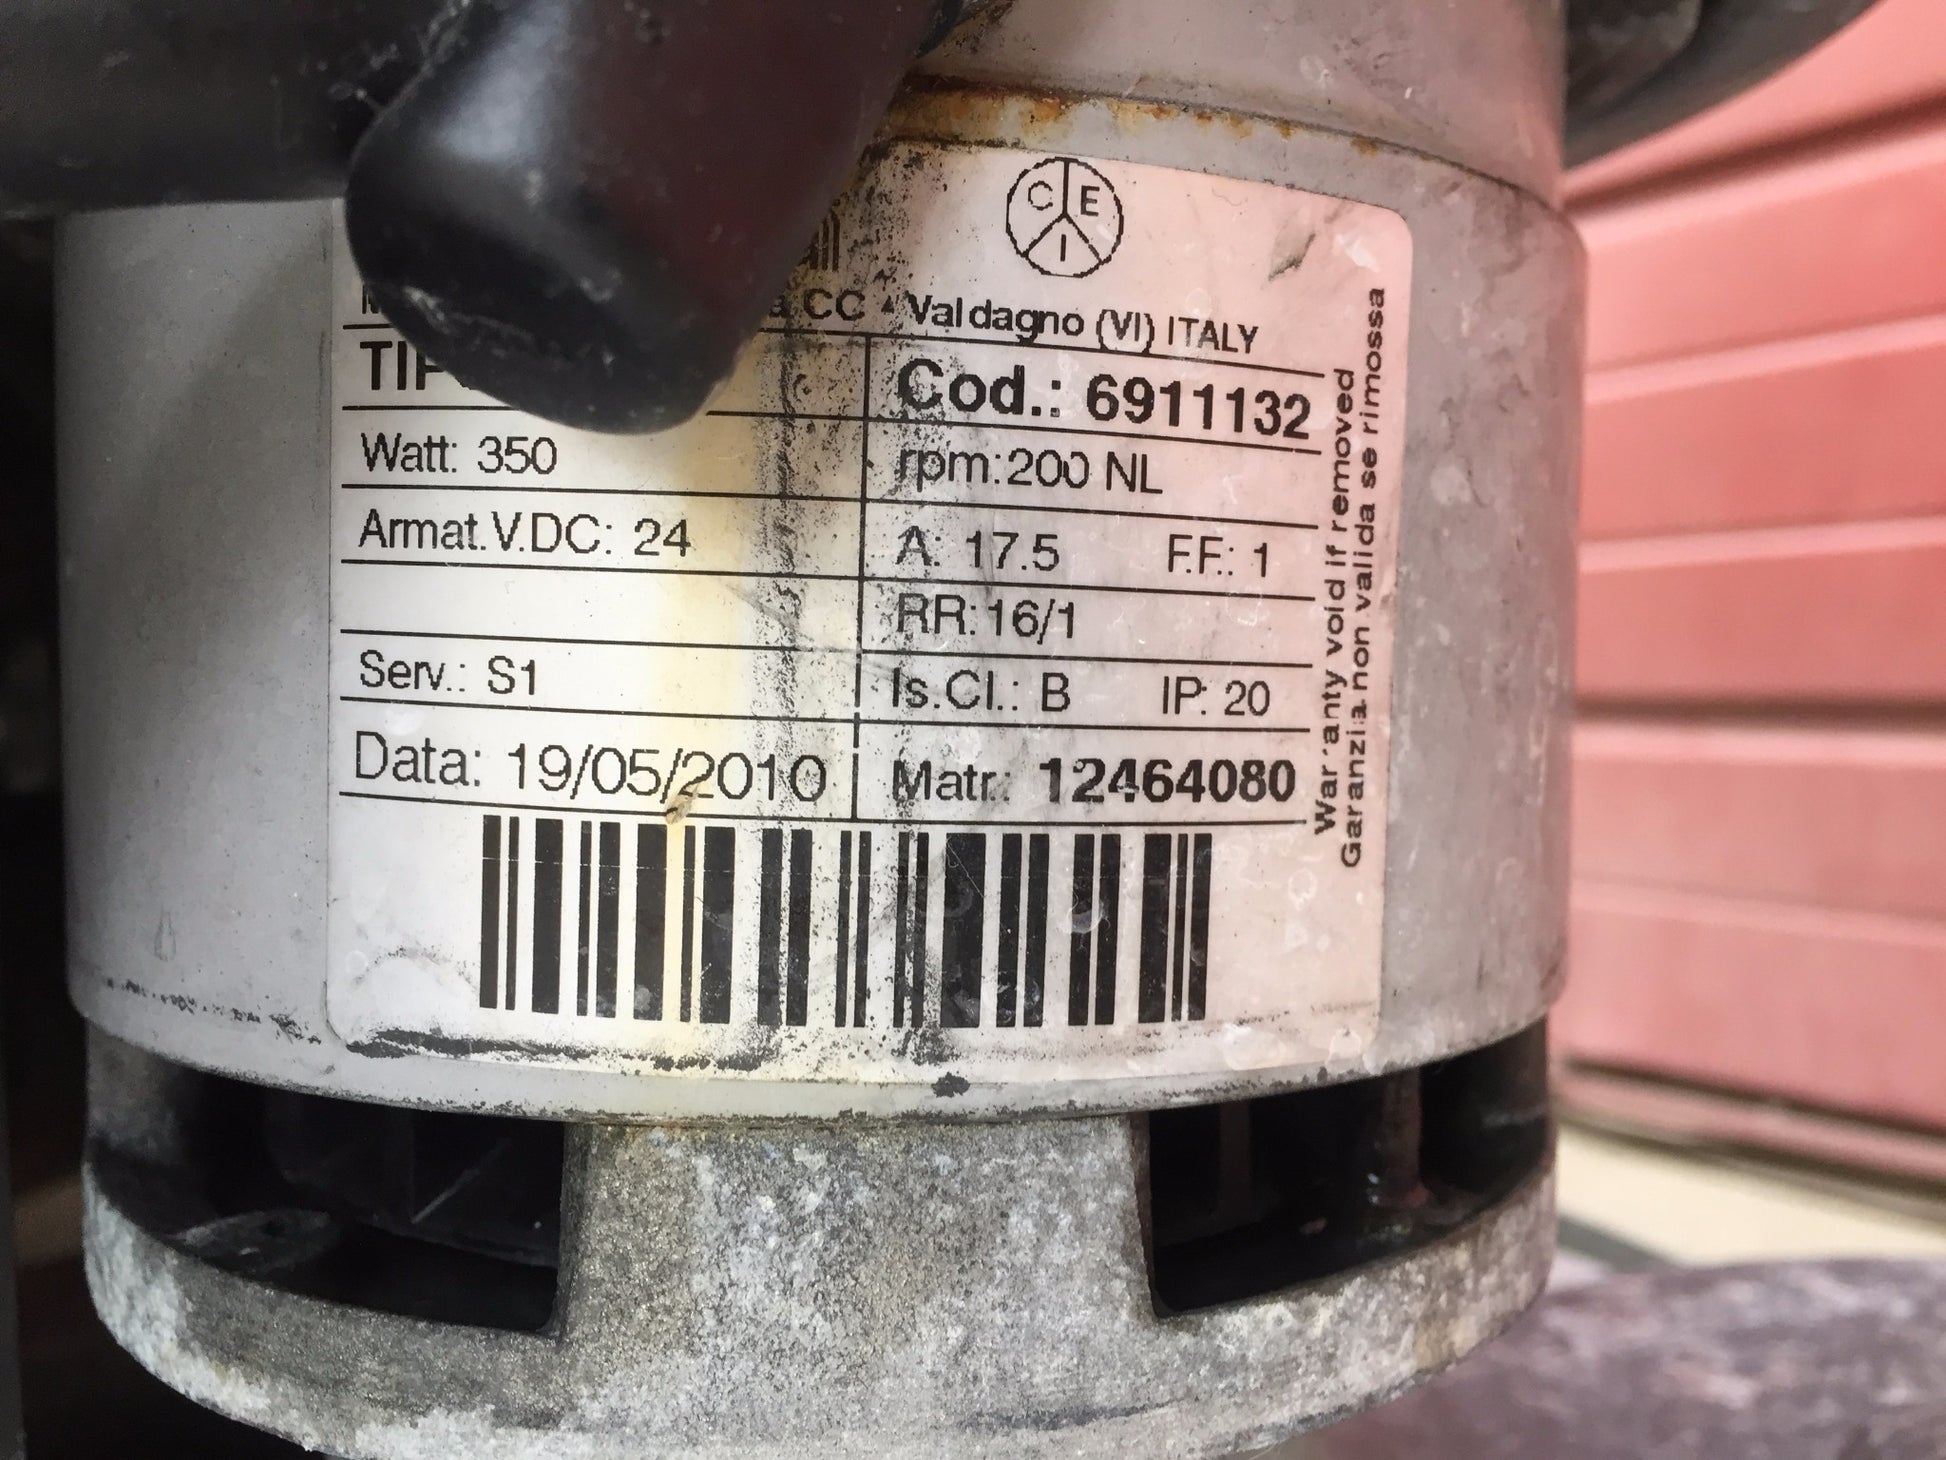 C E I
CC - Valdagno (VI) ITALY
Cod.: 6911132
Watt: 350
rpm:200 NL
Armat.V.DC: 24
A: 17.5 F.F.: 1
RR:16/1
Serv.: S1
Is.Cl.: B IP: 20
Data: 19/05/2010
Matr.: 12464080
Warranty void if removed
Garanzia non valida se rimossa